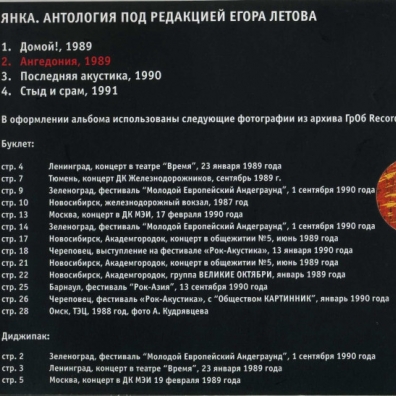 ЯНКА. АНТОЛОГИЯ ПОД РЕДАКЦИЕЙ ЕГОРА ЛЕТОВА
1. Домой!, 1989
2. Ангедония, 1989
3. Последняя акустика, 1990
4. Стыд и срам, 1991
В оформлении альбома использованы следующие фотографии из архива ГрОб Recor
Буклет:
стр. 4 Ленинград, концерт в театре "Время", 23 января 1989 года
стр. 7 Тюмень, концерт ДК Железнодорожников, сентябрь 1989 г.
стр. 9 Зеленоград, фестиваль "Молодой Европейский Андеграунд", 1 сентября 1990 года
стр. 10 Новосибирск, железнодорожный вокзал, 1987 год
стр. 13 Москва, концерт в ДК МЭИ, 17 февраля 1990 года
стр. 14 Зеленоград, фестиваль "Молодой Европейский Андеграунд", 1 сентября 1990 года
стр. 17 Новосибирск, Академгородок, концерт в общежитии №5, июнь 1989 года
стр. 18 Череповец, выступление на фестивале «Рок-Акустика», 13 января 1990 года
стр. 21 Новосибирск, Академгородок, концерт в общежитии №5, июнь 1989 года
стр. 22 Новосибирск, Академгородок, группа ВЕЛИКИЕ ОКТЯБРИ, январь 1989 года
стр. 25 Барнаул, фестиваль "Рок-Азия", 13 сентября 1990 года
стр. 26 Череповец, фестиваль «Рок-Акустика», с "Обществом КАРТИННИК", январь 1990 года
стр. 28 Омск, ТЭЦ, 1988 год, фото А. Кудрявцева
Диджипак:
стр. 2 Зеленоград, фестиваль "Молодой Европейский Андеграунд", 1 сентября 1990 года
стр. 3 Ленинград, концерт в театре "Время", 23 января 1989 года
стр. 5 Москва, концерт в ДК МЭИ 19 февраля 1989 года